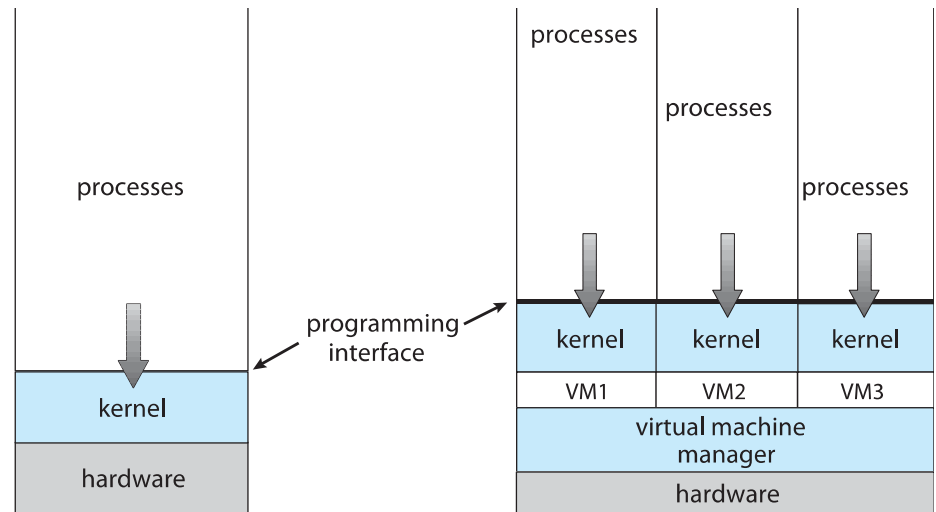 processes
kernel
hardware
programming
interface
processes
processes
processes
kernel
kernel
kernel
VM1
VM2
VM3
virtual machine
manager
hardware